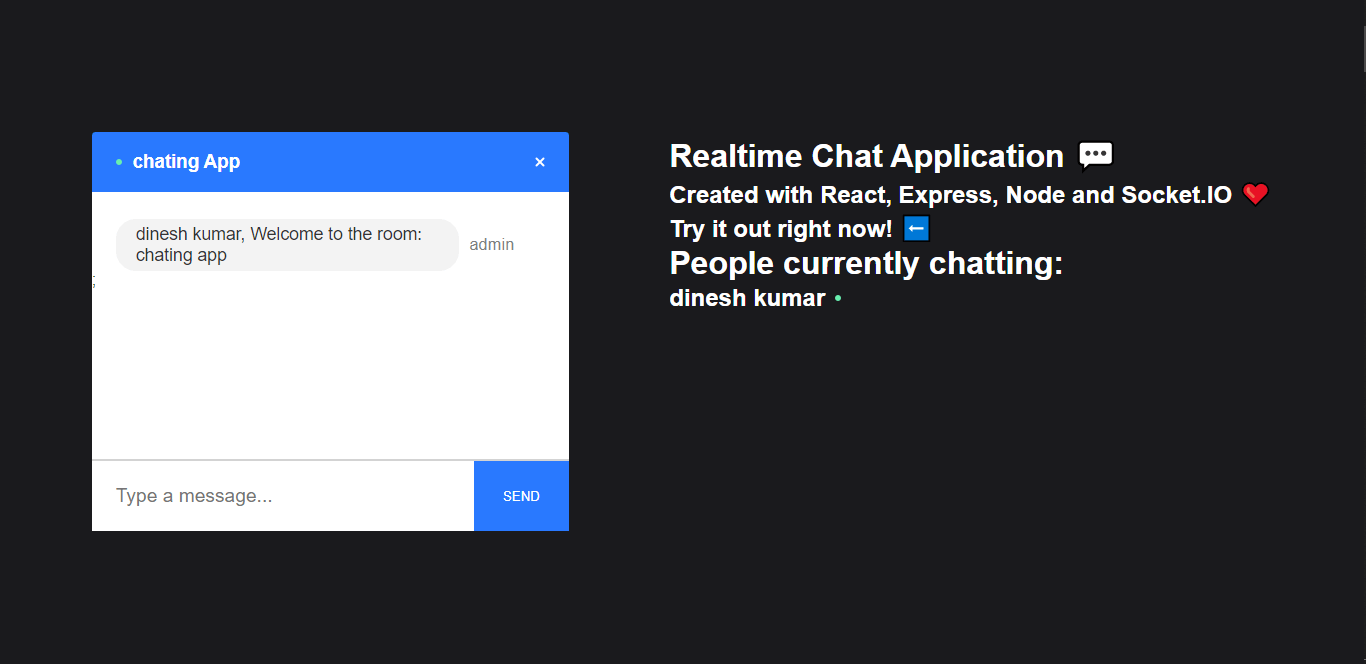 chating App
×
dinesh kumar, Welcome to the room:
chating app
admin
;
Type a message...
SEND
Realtime Chat Application 💬
Created with React, Express, Node and Socket.IO ❤️
Try it out right now! ⬅️
People currently chatting:
dinesh kumar